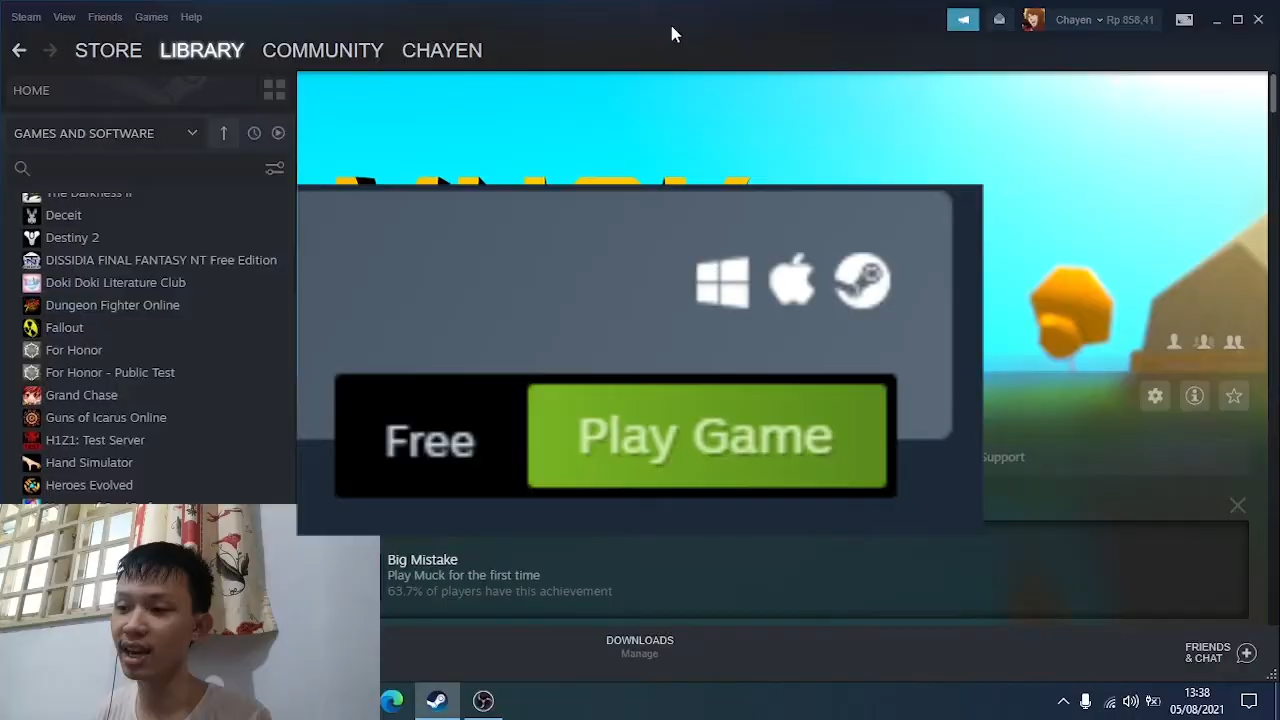 Steam View Friends Games Help
Chayen Rp 858,41
STORE LIBRARY COMMUNITY CHAYEN
HOME
GAMES AND SOFTWARE
The Darkness II
Deceit
Destiny 2
DISSIDIA FINAL FANTASY NT Free Edition
Doki Doki Literature Club
Dungeon Fighter Online
Fallout
For Honor
For Honor - Public Test
Grand Chase
Guns of Icarus Online
H1Z1: Test Server
Hand Simulator
Heroes Evolved
Free Play Game
Support
Big Mistake
Play Muck for the first time
63.7% of players have this achievement
DOWNLOADS
Manage
FRIENDS
& CHAT
13:38
05/08/2021